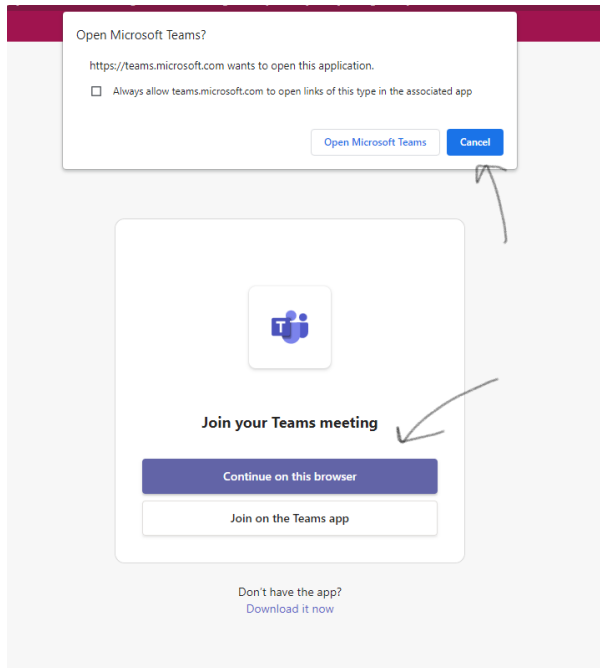 Open Microsoft Teams?
https://teams.microsoft.com wants to open this application.
Always allow teams.microsoft.com to open links of this type in the associated app
Open Microsoft Teams
Cancel
T
Join your Teams meeting
Continue on this browser
Join on the Teams app
Don't have the app?
Download it now